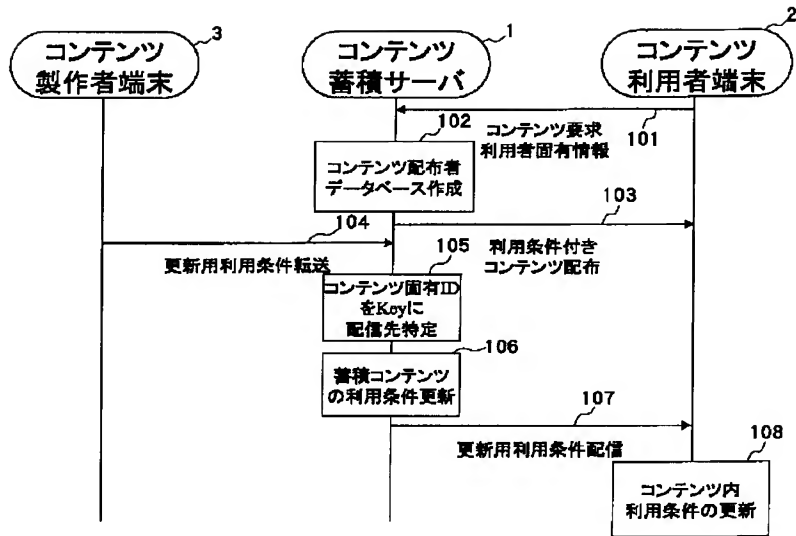 3
コンテンツ
製作者端末
1
コンテンツ
蓄積サーバ
2
コンテンツ
利用者端末
101
コンテンツ要求
利用者固有情報
102
コンテンツ配布者
データベース作成
103
利用条件付き
コンテンツ配布
104
更新用利用条件転送
105
コンテンツ固有ID
をKeyに
配信先特定
106
蓄積コンテンツ
の利用条件更新
107
更新用利用条件配信
108
コンテンツ内
利用条件の更新